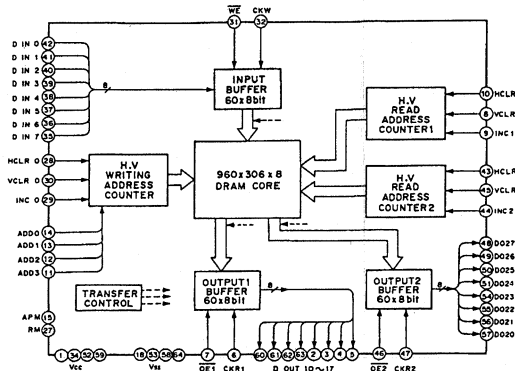 WE CKW
31 32
D IN 0 42
D IN 1 41
D IN 2 40
D IN 3 39
D IN 4 38
D IN 5 37
D IN 6 36
D IN 7 35
8
INPUT
BUFFER
60x8bit
H.V
READ
ADDRESS
COUNTER1
10 HCLR
8 VCLR
9 INC 1
HCLR 0 28
VCLR 0 30
INC 0 29
H.V
WRITING
ADDRESS
COUNTER
960x306x8
DRAM CORE
H.V
READ
ADDRESS
COUNTER2
43 HCLR
45 VCLR
44 INC 2
ADD0 14
ADD1 13
ADD2 12
ADD3 11
TRANSFER
CONTROL
OUTPUT1
BUFFER
60x8bit
8
OUTPUT2
BUFFER
60x8bit
8
48 DO27
49 DO26
50 DO25
51 DO24
54 DO23
55 DO22
56 DO21
57 DO20
APM 15
RM 27
1 34 52 59 18 53 58 64 7 6 60 61 62 63 2 3 4 5 46 47
Vcc Vss OE1 CKR1 D OUT 10~17 OE2 CKR2